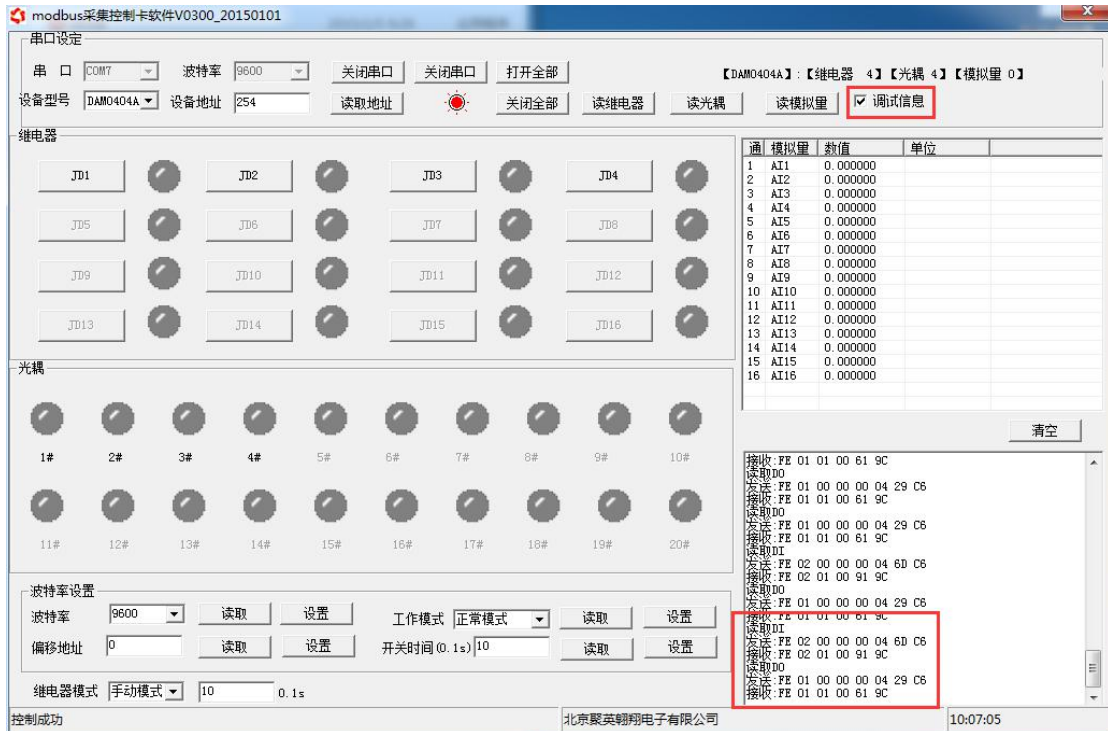 modbus采集控制卡软件V0300_20150101
串口设定
串 口 COM7 波特率 9600 关闭串口 关闭串口 打开全部 【DAM0404A】:【继电器 4】【光耦 4】【模拟量 0】
设备型号 DAM0404A 设备地址 254 读取地址 关闭全部 读继电器 读光耦 读模拟量 调试信息
继电器
JD1 JD2 JD3 JD4
JD5 JD6 JD7 JD8
JD9 JD10 JD11 JD12
JD13 JD14 JD15 JD16
通 模拟量 数值 单位
1 AI1 0.000000
2 AI2 0.000000
3 AI3 0.000000
4 AI4 0.000000
5 AI5 0.000000
6 AI6 0.000000
7 AI7 0.000000
8 AI8 0.000000
9 AI9 0.000000
10 AI10 0.000000
11 AI11 0.000000
12 AI12 0.000000
13 AI13 0.000000
14 AI14 0.000000
15 AI15 0.000000
16 AI16 0.000000
清空
光耦
1# 2# 3# 4# 5# 6# 7# 8# 9# 10#
11# 12# 13# 14# 15# 16# 17# 18# 19# 20#
接收:FE 01 01 00 61 9C
读取DO
发送:FE 01 00 00 00 04 29 C6
接收:FE 01 01 00 61 9C
读取DO
发送:FE 01 00 00 00 04 29 C6
接收:FE 01 01 00 61 9C
读取DI
发送:FE 02 00 00 00 04 6D C6
接收:FE 02 01 00 91 9C
读取DO
发送:FE 01 00 00 00 04 29 C6
接收:FE 01 01 00 61 9C
读取DI
发送:FE 02 00 00 00 04 6D C6
接收:FE 02 01 00 91 9C
读取DO
发送:FE 01 00 00 00 04 29 C6
接收:FE 01 01 00 61 9C
波特率设置
波特率 9600 读取 设置 工作模式 正常模式 读取 设置
偏移地址 0 读取 设置 开关时间(0.1s) 10 读取 设置
继电器模式 手动模式 10 0.1s
控制成功 北京聚英翱翔电子有限公司 10:07:05